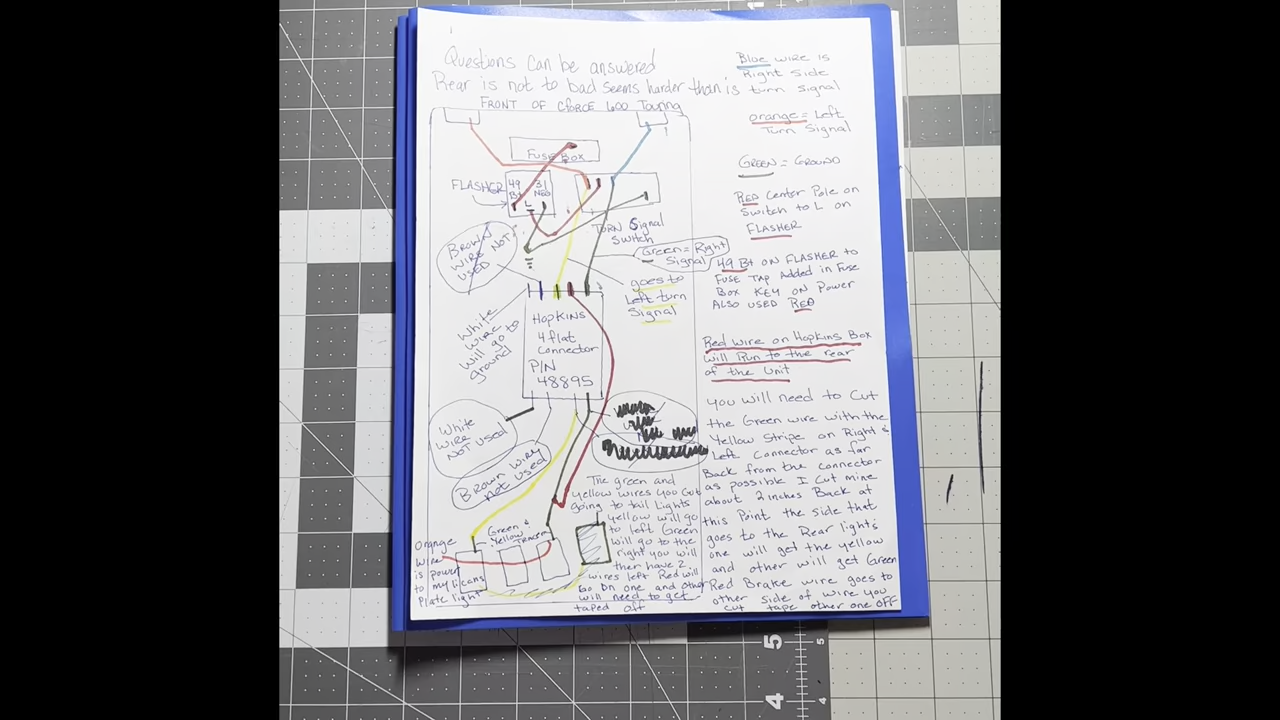 Questions can be answered
Rear is not to bad seems harder than is
FRONT OF CFORCE 600 Touring
Blue wire is
Right side
turn signal
orange = Left
Turn Signal
GREEN = GROUND
RED Center Pole on
Switch to L on
FLASHER
49 B+ ON FLASHER to
FUSE TAP Added in Fuse
Box Key on Power
Also used RED
Red wire on Hopkins Box
will Run to the rear
of the Unit
you will need to Cut
the Green wire with the
Yellow Stripe on Right &
Left Connector as far
Back from the connector
as possible I Cut mine
about 2 inches Back at
this Point the side that
goes to the Rear lights
one will get the yellow
and other will get Green
Red Brake wire goes to
other side of wire you
cut tape other one OFF
FUSE BOX
FLASHER
49
B+
31
Neg
L
TURN Signal
Switch
Brown
wire not
used
Green = Right
Signal
goes to
Left turn
Signal
White
wire
will go to
ground
Hopkins
4 flat
Connector
P/N
48895
White
wire
not used
Brown wire
not used
The green and
yellow wires you cut
going to tail lights
yellow will go
to left Green
will go to the
right you will
then have 2
wires left Red will
Go on one and other
will need to get
taped off
Green &
Yellow
Tracer
Orange
wire
is power
to my licens
Plate light
5
5
4
4